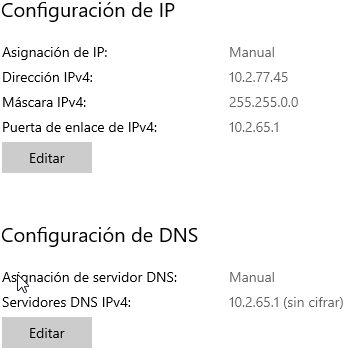 Configuración de IP
Asignación de IP: Manual
Dirección IPv4: 10.2.77.45
Máscara IPv4: 255.255.0.0
Puerta de enlace de IPv4: 10.2.65.1
Editar
Configuración de DNS
Asignación de servidor DNS: Manual
Servidores DNS IPv4: 10.2.65.1 (sin cifrar)
Editar